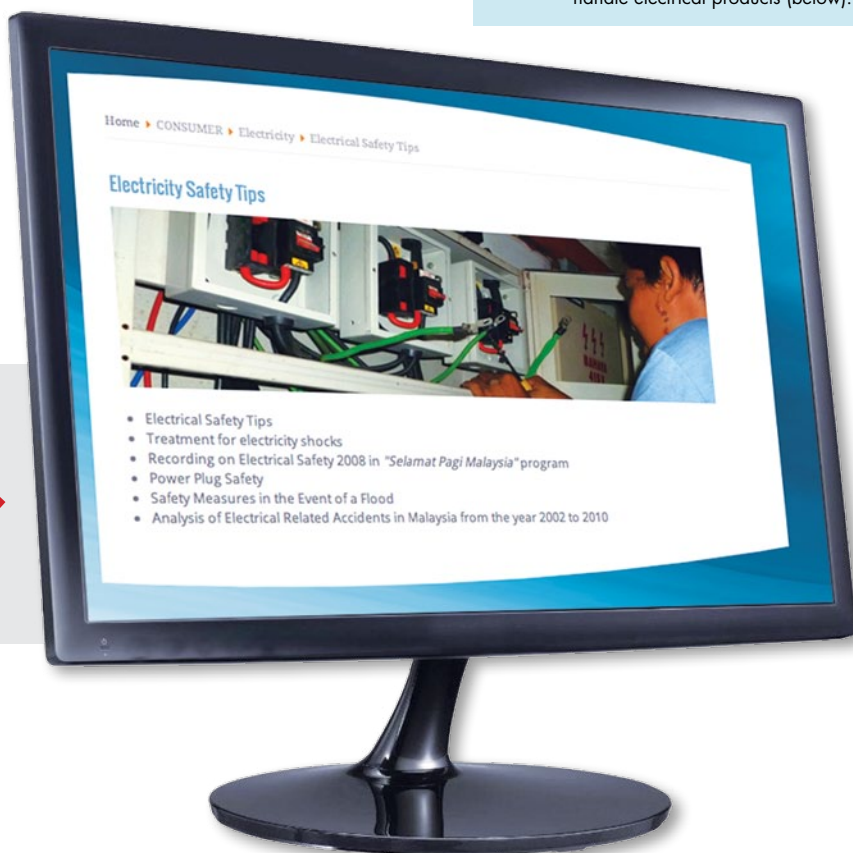 handle electrical products (below).
Home ▸ CONSUMER ▸ Electricity ▸ Electrical Safety Tips
Electricity Safety Tips
• Electrical Safety Tips
• Treatment for electricity shocks
• Recording on Electrical Safety 2008 in "Selamat Pagi Malaysia" program
• Power Plug Safety
• Safety Measures in the Event of a Flood
• Analysis of Electrical Related Accidents in Malaysia from the year 2002 to 2010